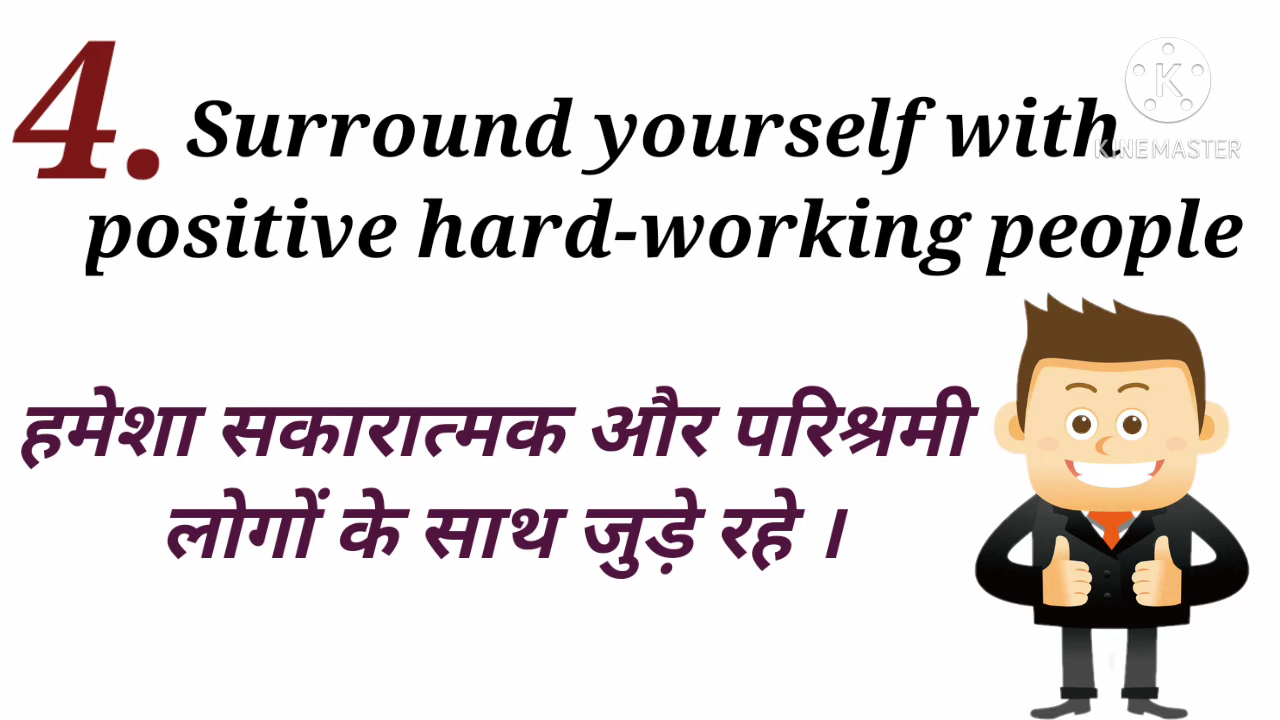 4. Surround yourself with
positive hard-working people
K
KINEMASTER
हमेशा सकारात्मक और परिश्रमी
लोगों के साथ जुड़े रहे ।